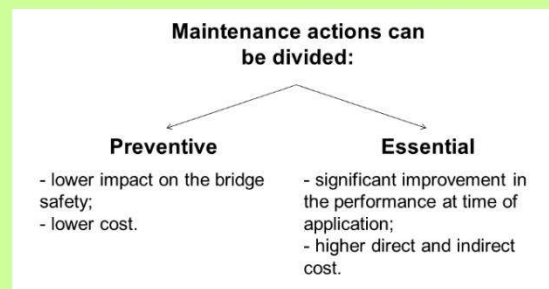 Maintenance actions can
be divided:
Preventive
- lower impact on the bridge
safety;
- lower cost.
Essential
- significant improvement in
the performance at time of
application;
- higher direct and indirect
cost.